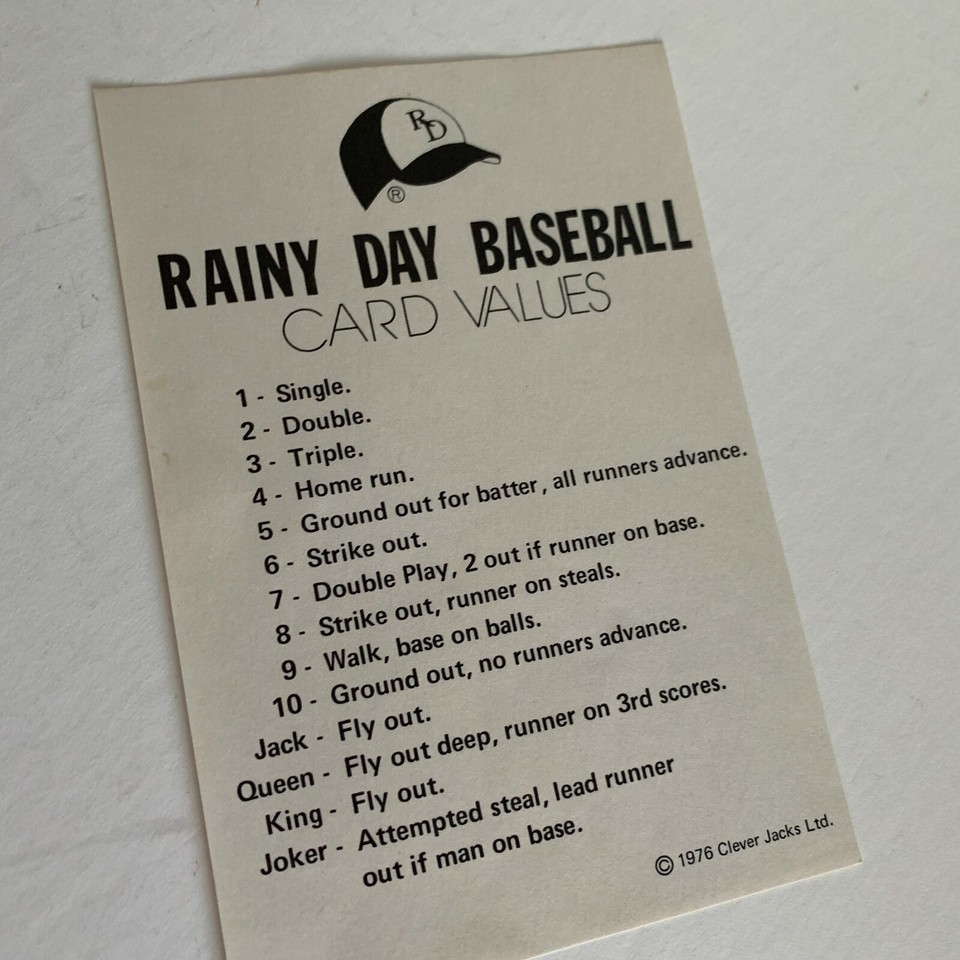 RD
®
RAINY DAY BASEBALL
CARD VALUES
1 - Single.
2 - Double.
3 - Triple.
4 - Home run.
5 - Ground out for batter, all runners advance.
6 - Strike out.
7 - Double Play, 2 out if runner on base.
8 - Strike out, runner on steals.
9 - Walk, base on balls.
10 - Ground out, no runners advance.
Jack - Fly out.
Queen - Fly out deep, runner on 3rd scores.
King - Fly out.
Joker - Attempted steal, lead runner
out if man on base.
© 1976 Clever Jacks Ltd.